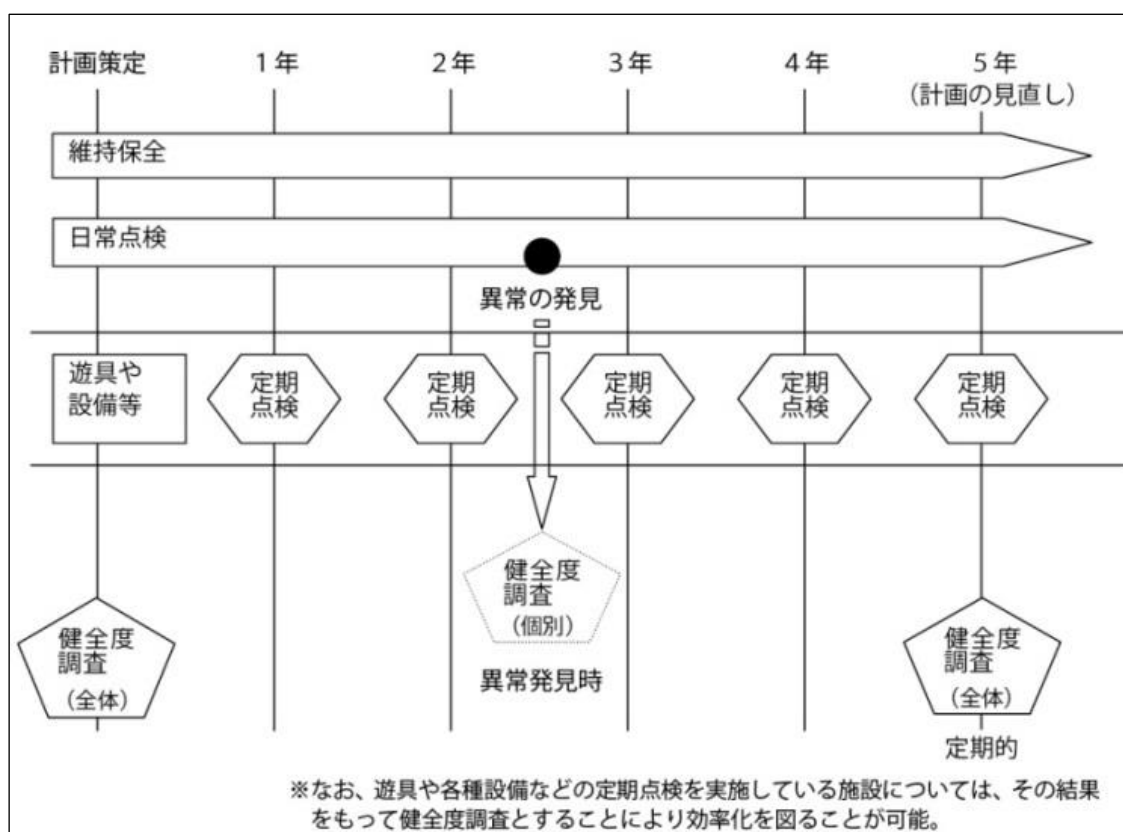 計画策定
1年
2年
3年
4年
5年
(計画の見直し)
維持保全
日常点検
異常の発見
遊具や
設備等
定期
点検
定期
点検
定期
点検
定期
点検
定期
点検
健全度
調査
(個別)
異常発見時
健全度
調査
(全体)
健全度
調査
(全体)
定期的
※なお、遊具や各種設備などの定期点検を実施している施設については、その結果
をもって健全度調査とすることにより効率化を図ることが可能。